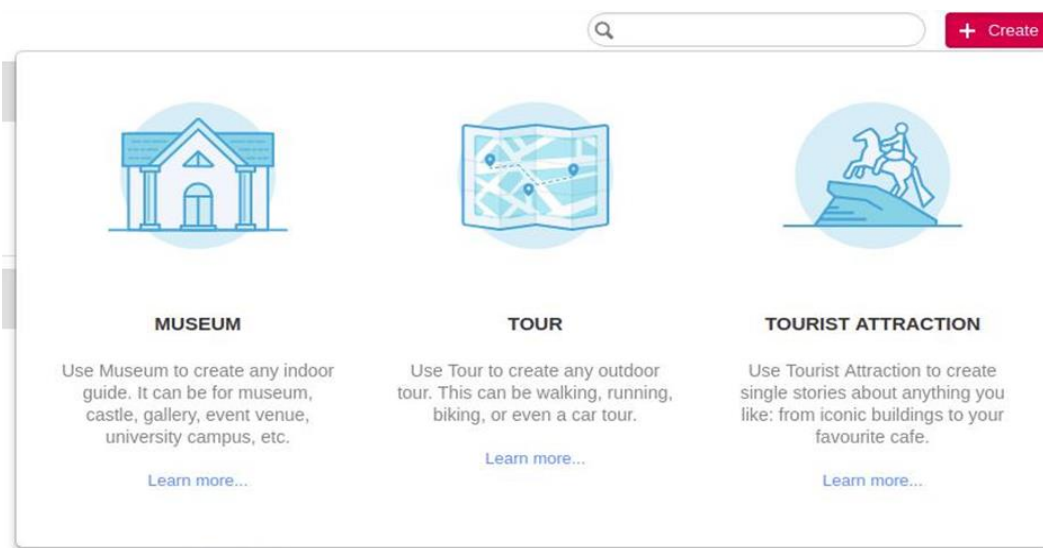 + Create
MUSEUM
Use Museum to create any indoor
guide. It can be for museum,
castle, gallery, event venue,
university campus, etc.
Learn more...
TOUR
Use Tour to create any outdoor
tour. This can be walking, running,
biking, or even a car tour.
Learn more...
TOURIST ATTRACTION
Use Tourist Attraction to create
single stories about anything you
like: from iconic buildings to your
favourite cafe.
Learn more...